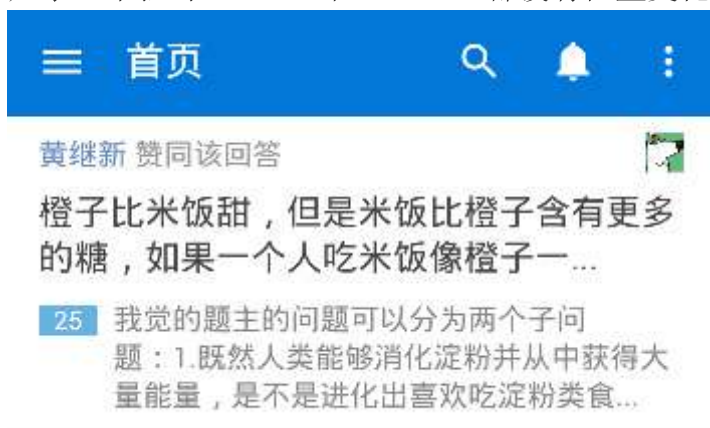 首页
黄继新 赞同该回答
橙子比米饭甜，但是米饭比橙子含有更多
的糖，如果一个人吃米饭像橙子一...
25 我觉的题主的问题可以分为两个子问
题：1.既然人类能够消化淀粉并从中获得大
量能量，是不是进化出喜欢吃淀粉类食...